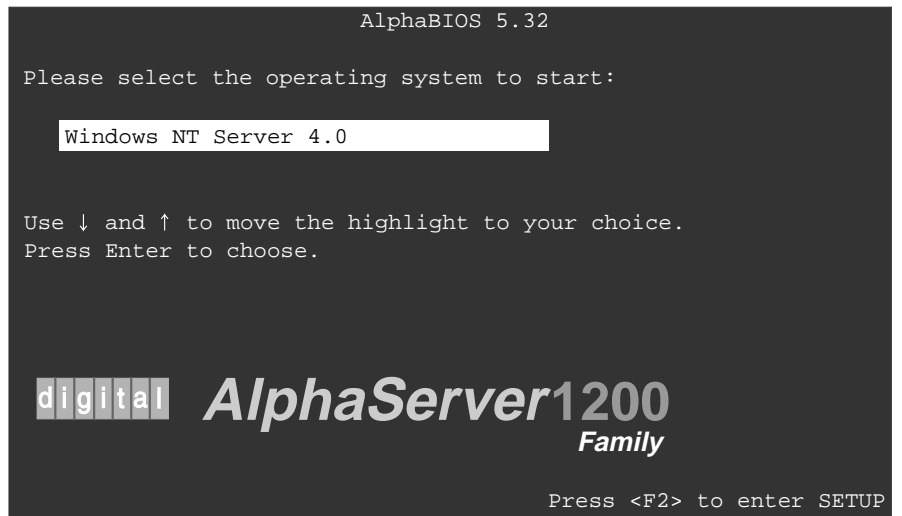 AlphaBIOS 5.32
Please select the operating system to start:
Windows NT Server 4.0
Use ↓ and ↑ to move the highlight to your choice.
Press Enter to choose.
digital AlphaServer1200
Family
Press <F2> to enter SETUP